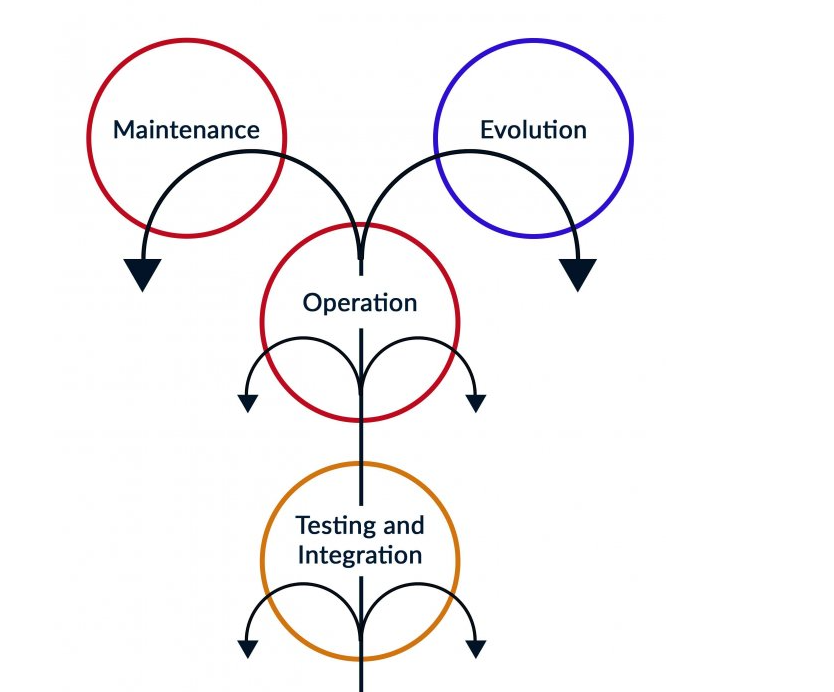 Maintenance
Evolution
Operation
Testing and
Integration